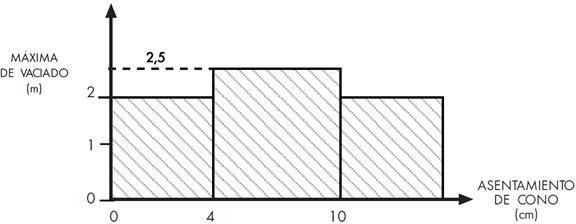 2,5
MÁXIMA
DE VACIADO
(m)
2
1
0
0 4 10
ASENTAMIENTO
DE CONO
(cm)